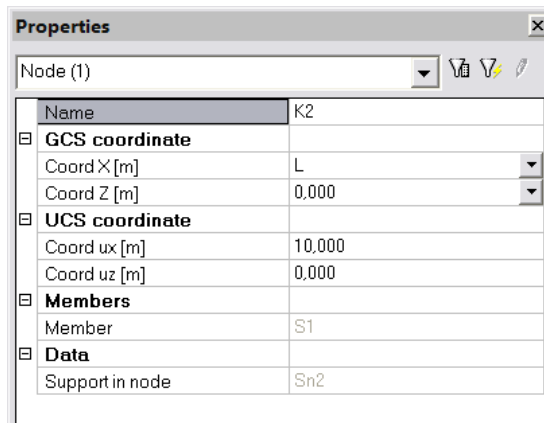 Properties
Node (1)
Name K2
GCS coordinate
Coord X [m] L
Coord Z [m] 0,000
UCS coordinate
Coord ux [m] 10,000
Coord uz [m] 0,000
Members
Member S1
Data
Support in node Sn2